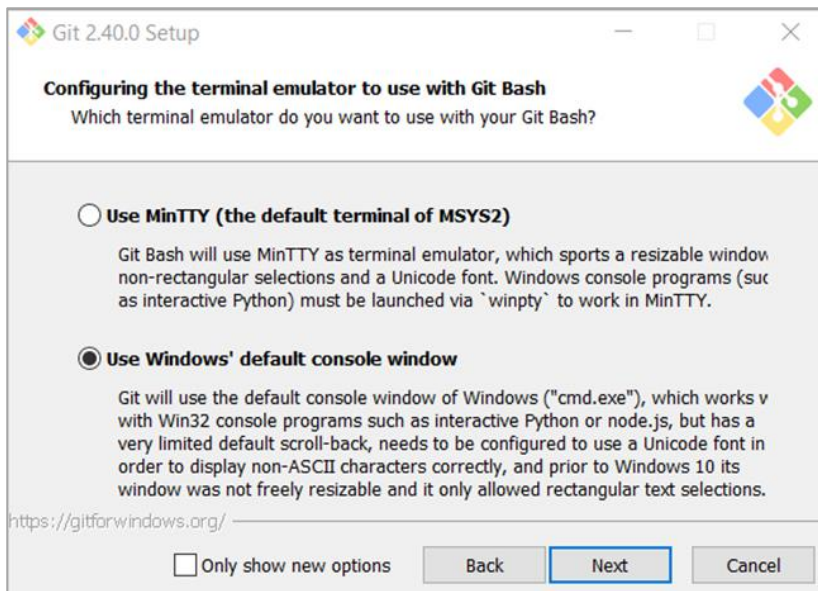 Git 2.40.0 Setup
Configuring the terminal emulator to use with Git Bash
Which terminal emulator do you want to use with your Git Bash?
Use MinTTY (the default terminal of MSYS2)
Git Bash will use MinTTY as terminal emulator, which sports a resizable window
non-rectangular selections and a Unicode font. Windows console programs (suc
as interactive Python) must be launched via `winpty` to work in MinTTY.
Use Windows' default console window
Git will use the default console window of Windows ("cmd.exe"), which works w
with Win32 console programs such as interactive Python or node.js, but has a
very limited default scroll-back, needs to be configured to use a Unicode font in
order to display non-ASCII characters correctly, and prior to Windows 10 its
window was not freely resizable and it only allowed rectangular text selections.
https://gitforwindows.org/
Only show new options Back Next Cancel